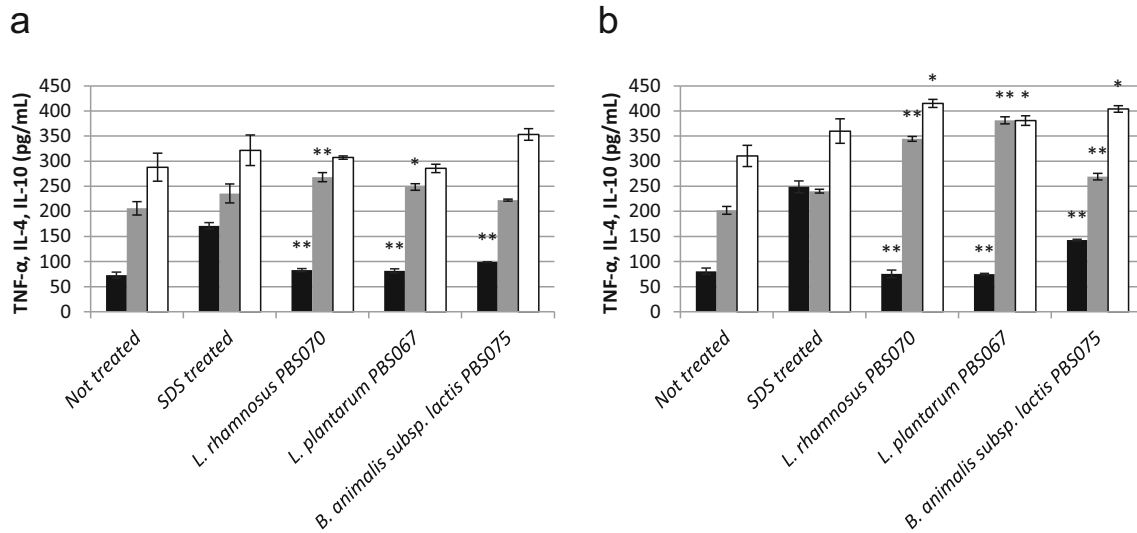 a
TNF-α, IL-4, IL-10 (pg/mL)
450
400
350
300
250
200
150
100
50
0
**
**
**
*
**
Not treated
SDS treated
L. rhamnosus PBS070
L. plantarum PBS067
B. animalis subsp. lactis PBS075
b
TNF-α, IL-4, IL-10 (pg/mL)
450
400
350
300
250
200
150
100
50
0
**
**
*
**
**
*
**
**
*
Not treated
SDS treated
L. rhamnosus PBS070
L. plantarum PBS067
B. animalis subsp. lactis PBS075